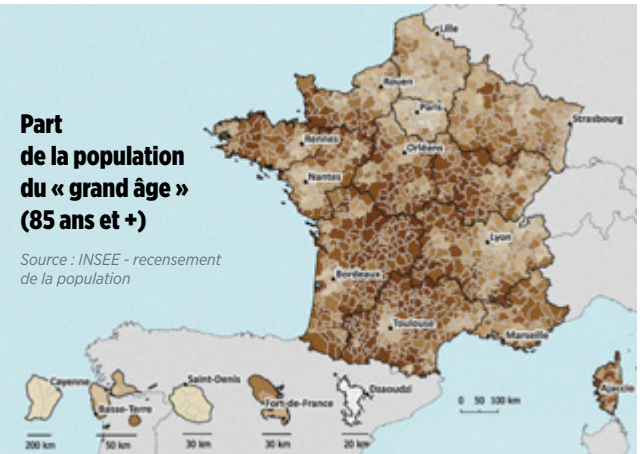 Part
de la population
du « grand âge »
(85 ans et +)
Source : INSEE - recensement
de la population
Lille
Rouen
Paris
Strasbourg
Rennes
Orléans
Nantes
Lyon
Bordeaux
Toulouse
Marseille
Ajaccio
Cayenne
Basse-Terre
Saint-Denis
Fort-de-France
Dzaoudzi
0 50 100 km
200 km
50 km
30 km
30 km
20 km